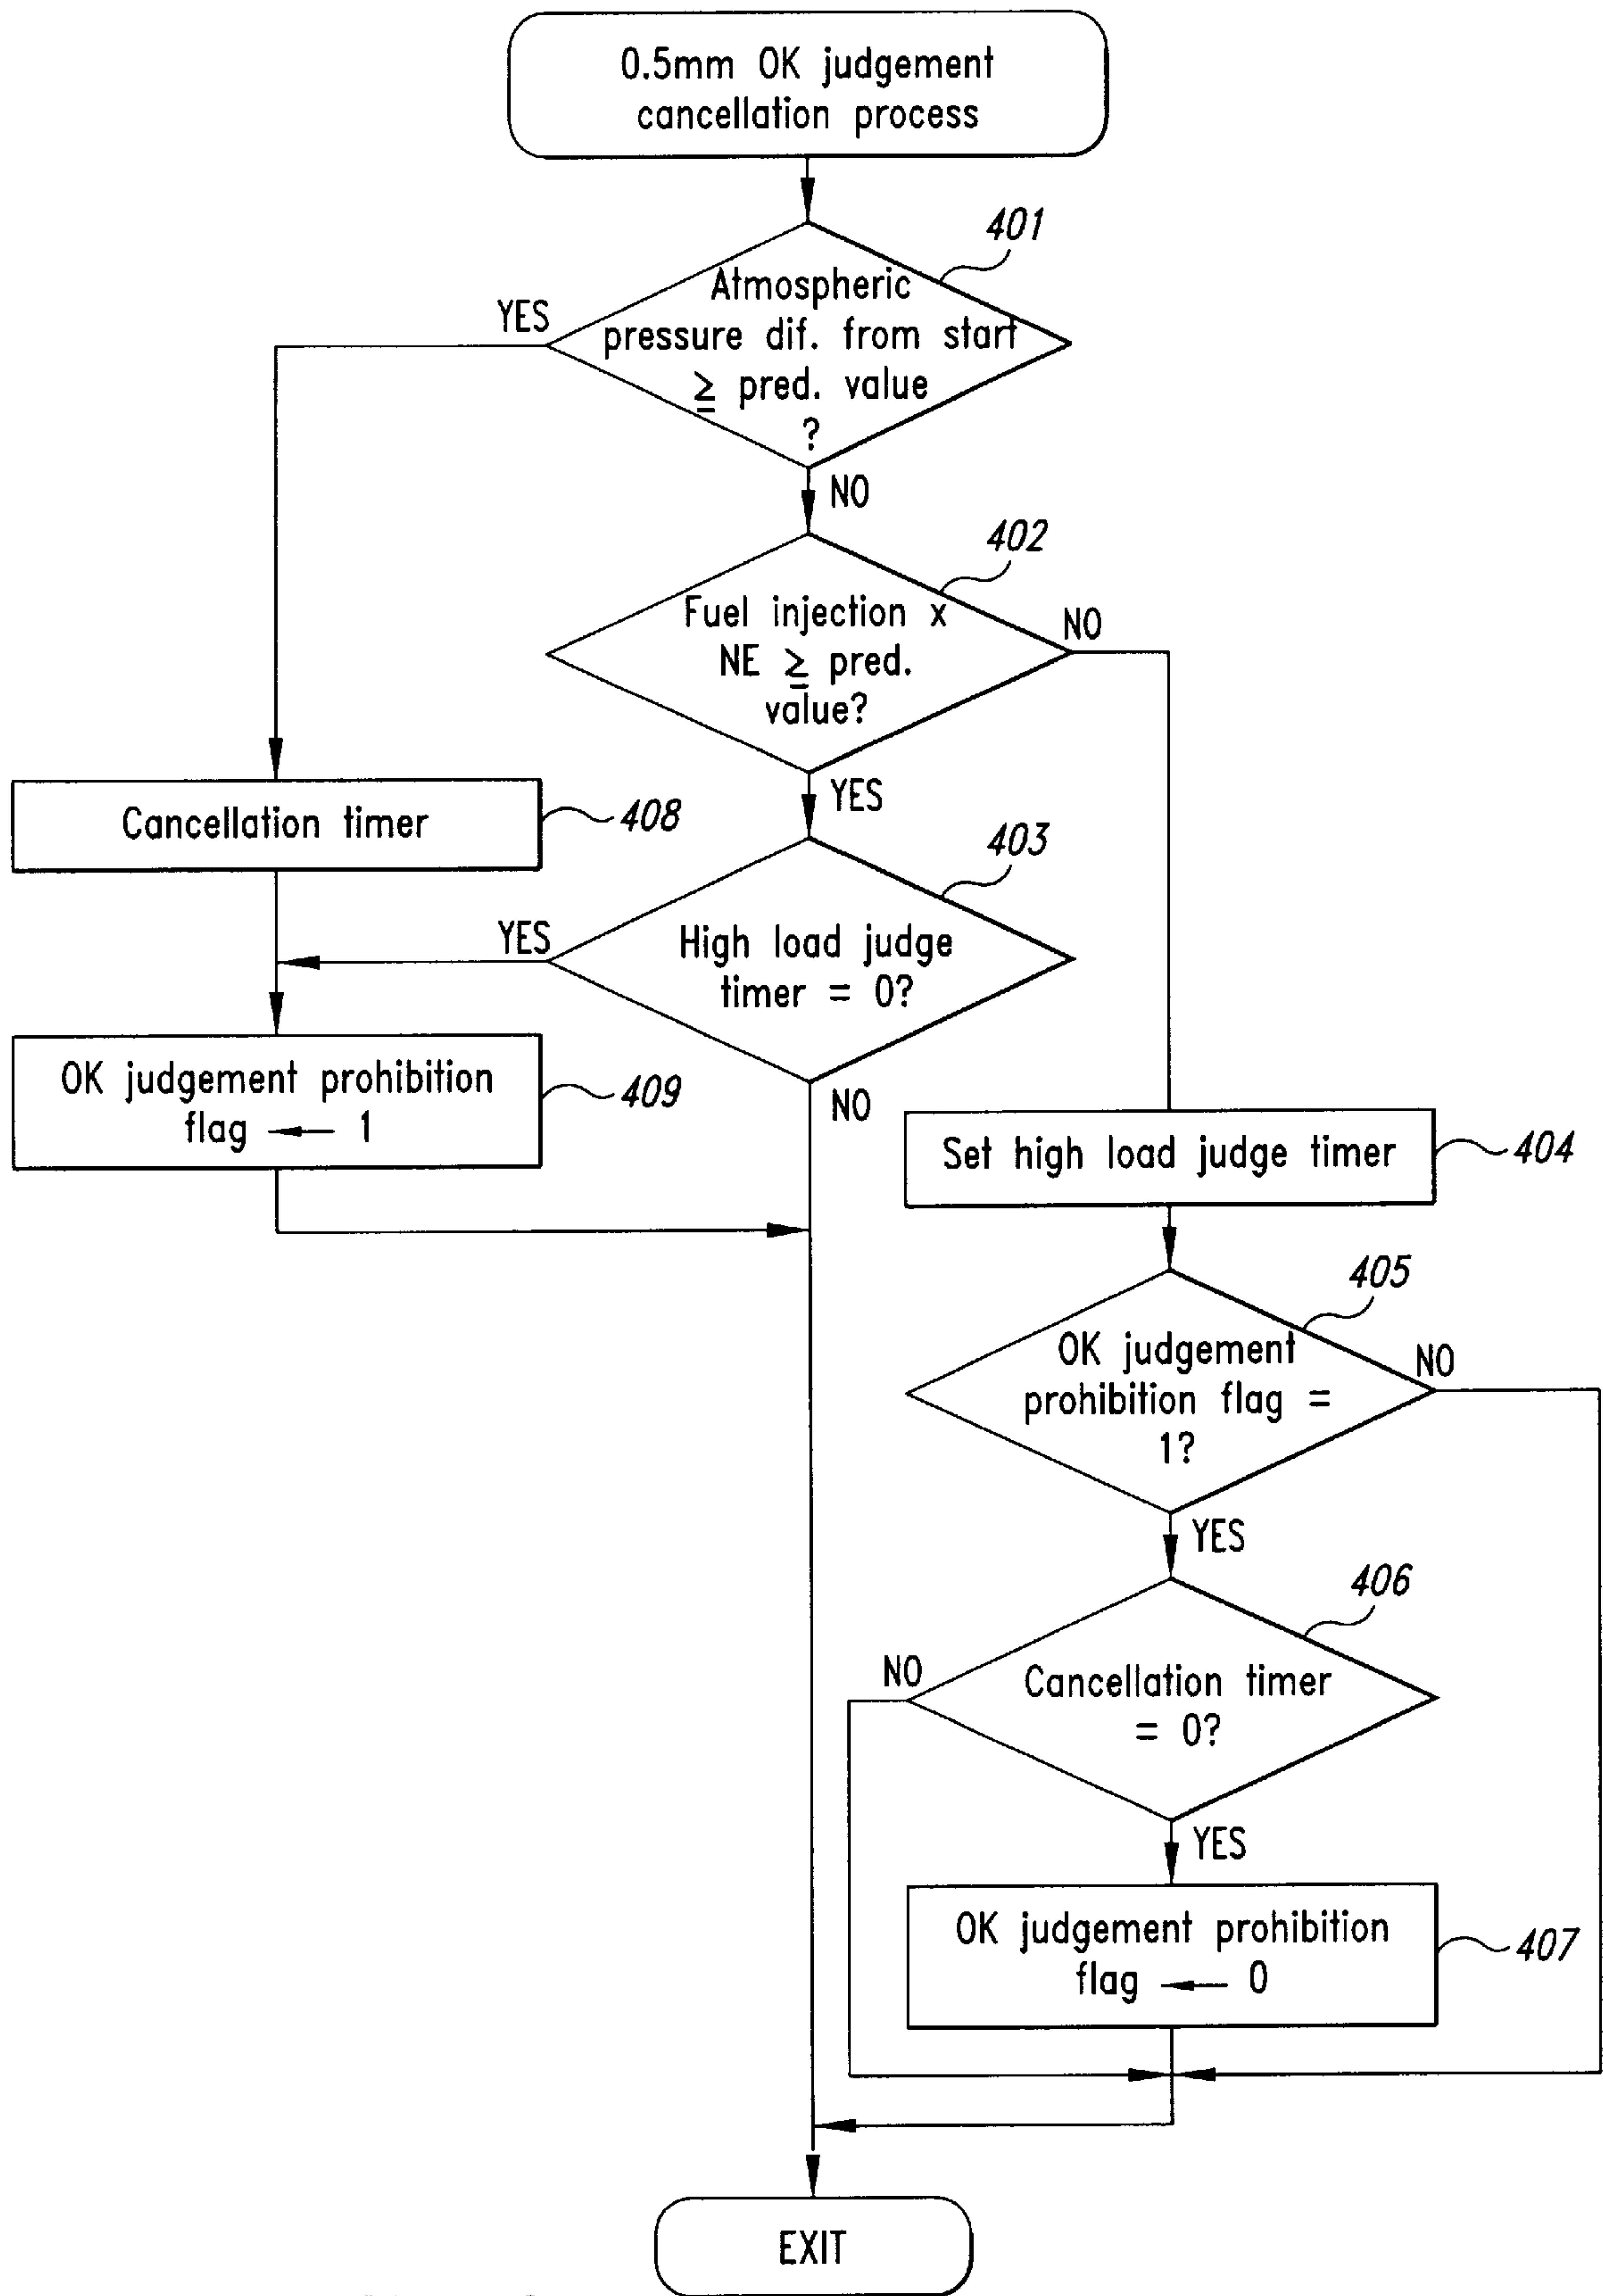 0.5mm OK judgement
cancellation process
401
Atmospheric
pressure dif. from start
≧ pred. value
?
YES
NO
402
Fuel injection x
NE ≧ pred.
value?
NO
YES
Cancellation timer
408
403
High load judge
timer = 0?
YES
NO
OK judgement prohibition
flag ← 1
409
Set high load judge timer
404
405
OK judgement
prohibition flag =
1?
NO
YES
406
Cancellation timer
= 0?
NO
YES
OK judgement prohibition
flag ← 0
407
EXIT